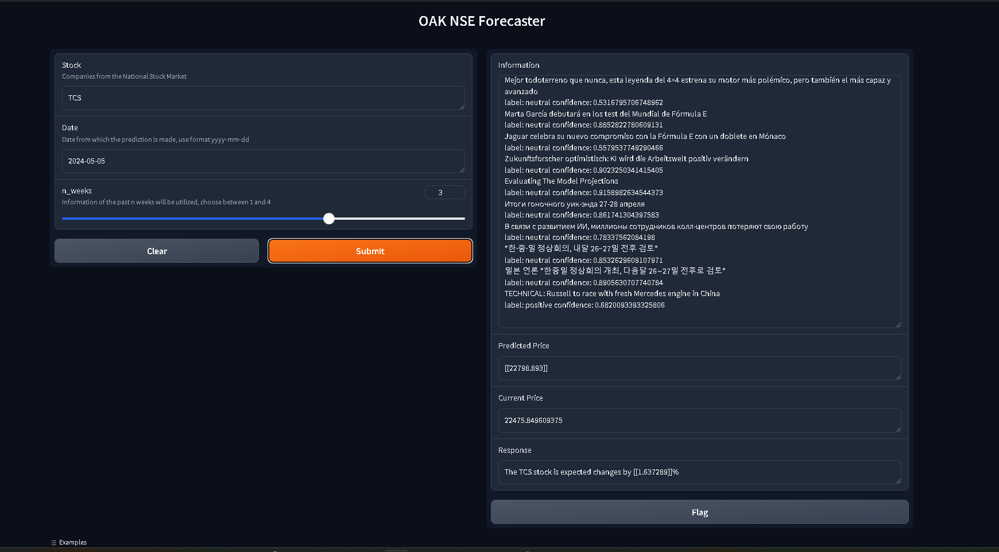 OAK NSE Forecaster
Stock
Companies from the National Stock Market
TCS
Date
Date from which the prediction is made, use format yyyy-mm-dd
2024-05-05
n_weeks
3
Information of the past n weeks will be utilized, choose between 1 and 4
Clear
Submit
Information
Mejor todoterreno que nunca, esta leyenda del 4×4 estrena su motor más polémico, pero también el más capaz y
avanzado
label: neutral confidence: 0.5316795706748962
Marta García debutará en los test del Mundial de Fórmula E
label: neutral confidence: 0.8852822780609131
Jaguar celebra su nuevo compromiso con la Fórmula E con un doblete en Mónaco
label: neutral confidence: 0.5579537749290466
Zukunftsforscher optimistisch: KI wird die Arbeitswelt positiv verändern
label: neutral confidence: 0.9023250341415405
Evaluating The Model Projections
label: neutral confidence: 0.9158982634544373
Итоги гоночного уик-энда 27-28 апреля
label: neutral confidence: 0.861741304397583
В связи с развитием ИИ, миллионы сотрудников колл-центров потеряют свою работу
label: neutral confidence: 0.78337562084198
"한·중·일 정상회의, 내달 26~27일 전후 검토"
label: neutral confidence: 0.8532629609107971
일본 언론 "한중일 정상회의 개최, 다음달 26~27일 전후로 검토"
label: neutral confidence: 0.8905630707740784
TECHNICAL: Russell to race with fresh Mercedes engine in China
label: positive confidence: 0.6820093393325806
Predicted Price
[[22798.893]]
Current Price
22475.849609375
Response
The TCS stock is expected changes by [[1.637289]]%
Flag
Examples